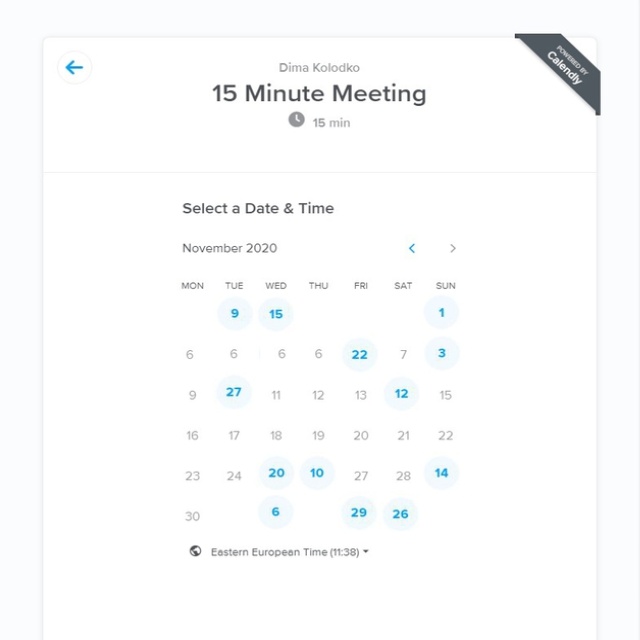 Dima Kolodko
POWERED BY
Calendly
15 Minute Meeting
15 min
Select a Date & Time
November 2020
MON TUE WED THU FRI SAT SUN
9 15 1
6 6 6 6 22 7 3
9 27 11 12 13 12 15
16 17 18 19 20 21 22
23 24 20 10 27 28 14
30 6 29 26
Eastern European Time (11:38)